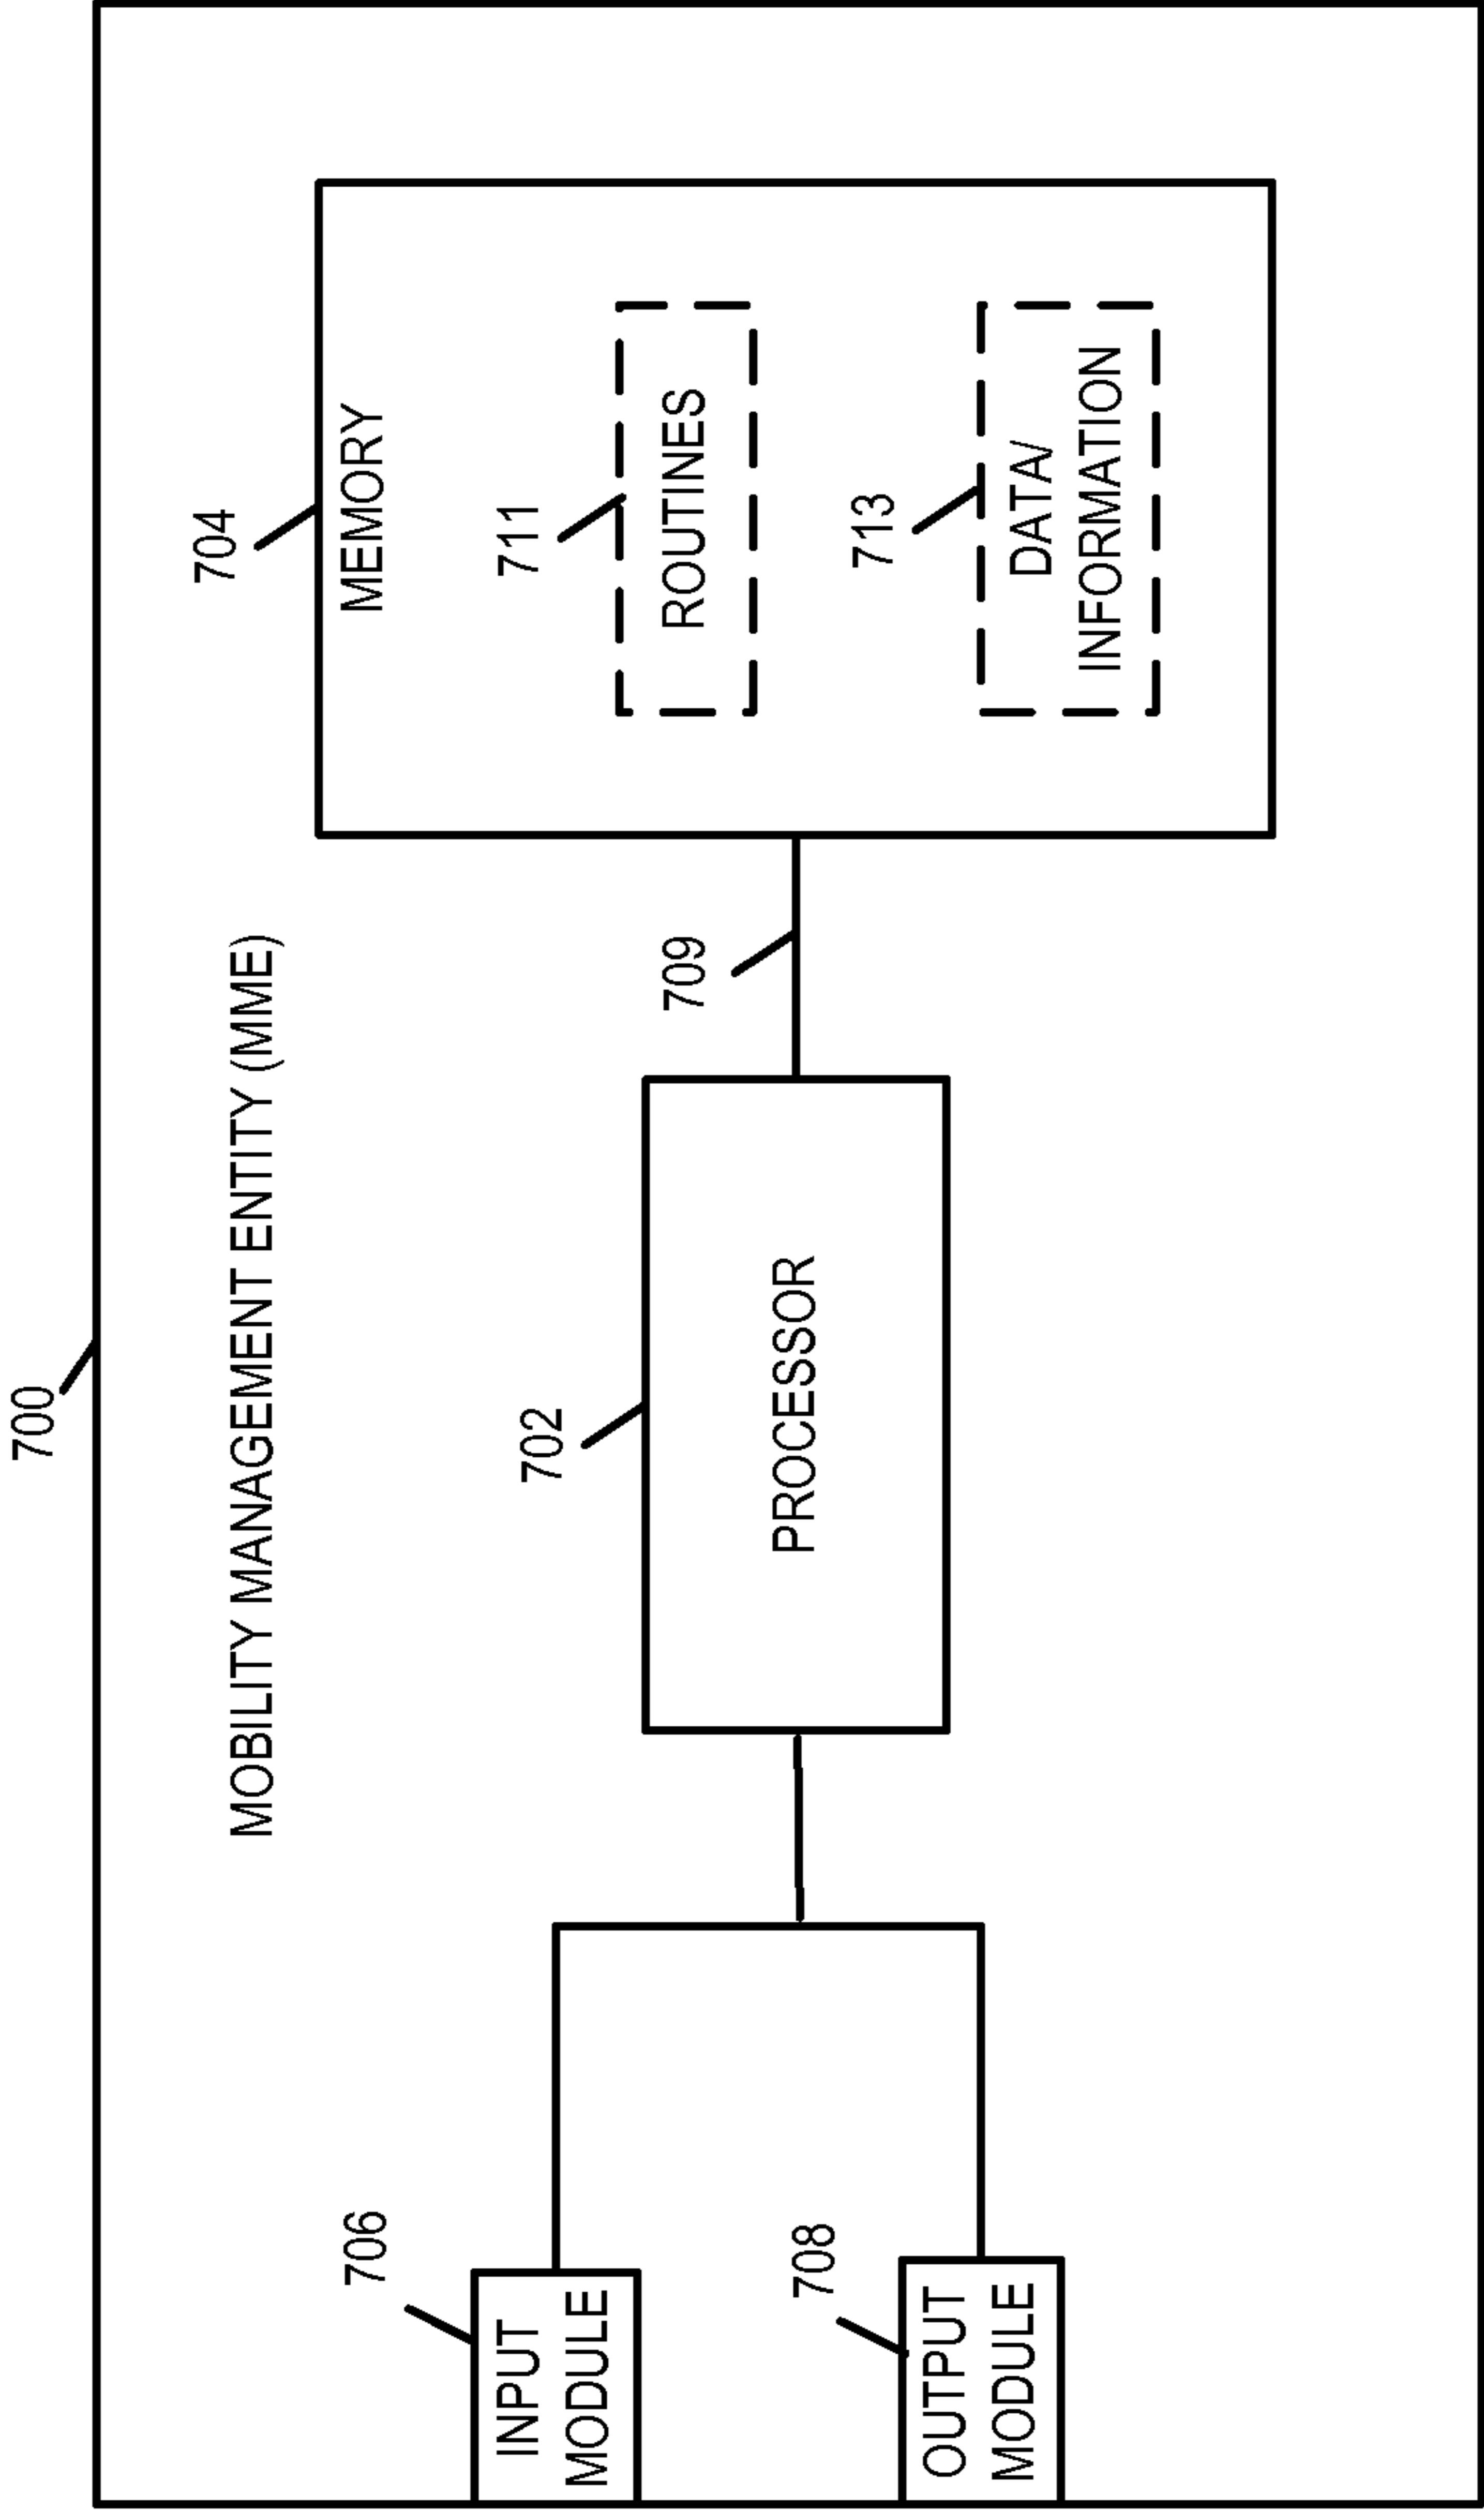 700
MOBILITY MANAGEMENT ENTITY (MME)
704
MEMORY
706
INPUT
MODULE
702
711
ROUTINES
709
PROCESSOR
708
OUTPUT
MODULE
713
DATA/
INFORMATION